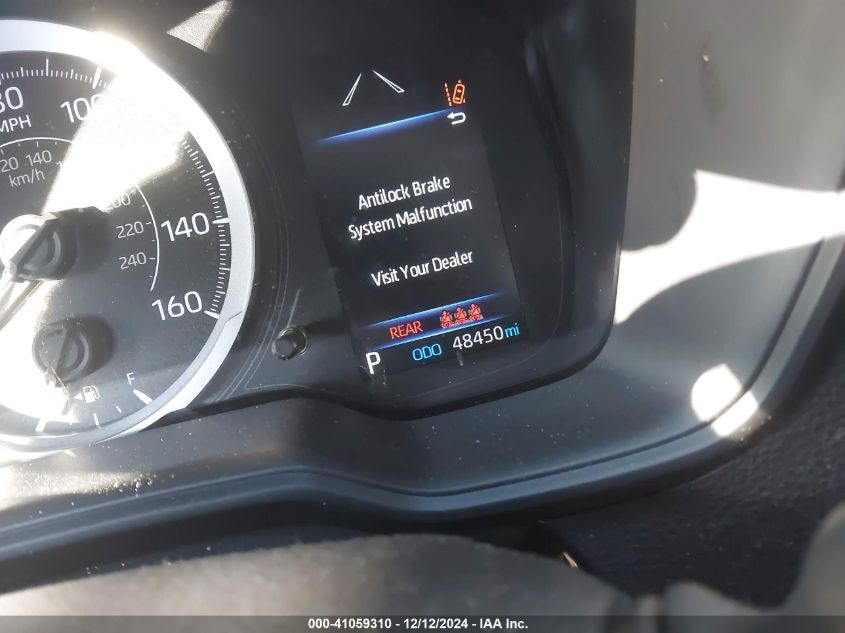 80
100
MPH
120 140
km/h
200
220
140
240
160
F
Antilock Brake
System Malfunction
Visit Your Dealer
REAR
P ODO 48450 mi
000-41059310 - 12/12/2024 - IAA Inc.